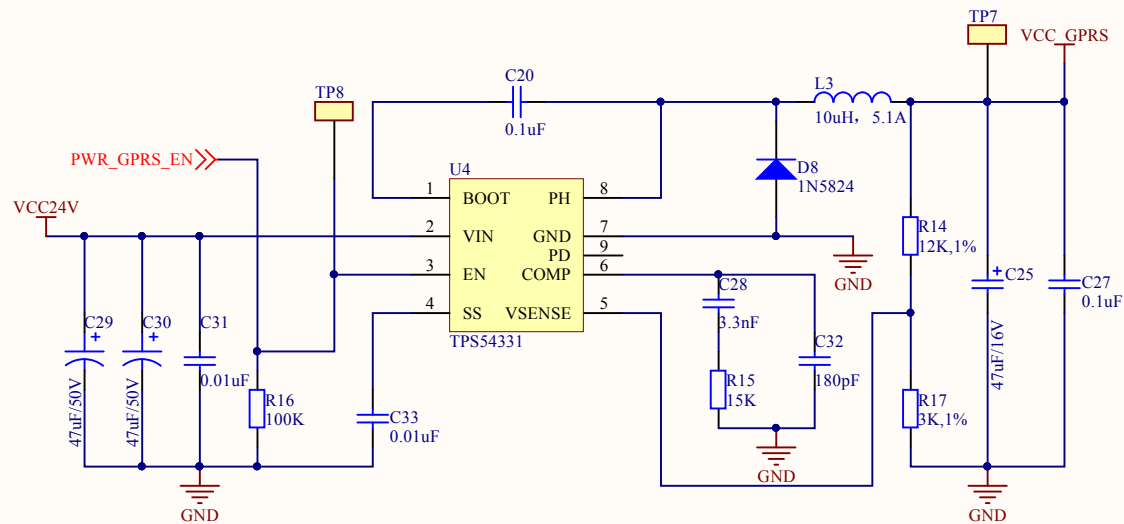 TP7
VCC_GPRS
C20
0.1uF
L3
10uH，5.1A
TP8
PWR_GPRS_EN
U4
D8
1N5824
1
BOOT
PH
8
VCC24V
2
VIN
GND
7
PD
9
3
EN
COMP
6
4
SS
VSENSE
5
TPS54331
GND
R14
12K,1%
C25
47uF/16V
C27
0.1uF
C28
3.3nF
C32
180pF
R15
15K
C29
47uF/50V
C30
47uF/50V
C31
0.01uF
R16
100K
C33
0.01uF
R17
3K,1%
GND
GND
GND